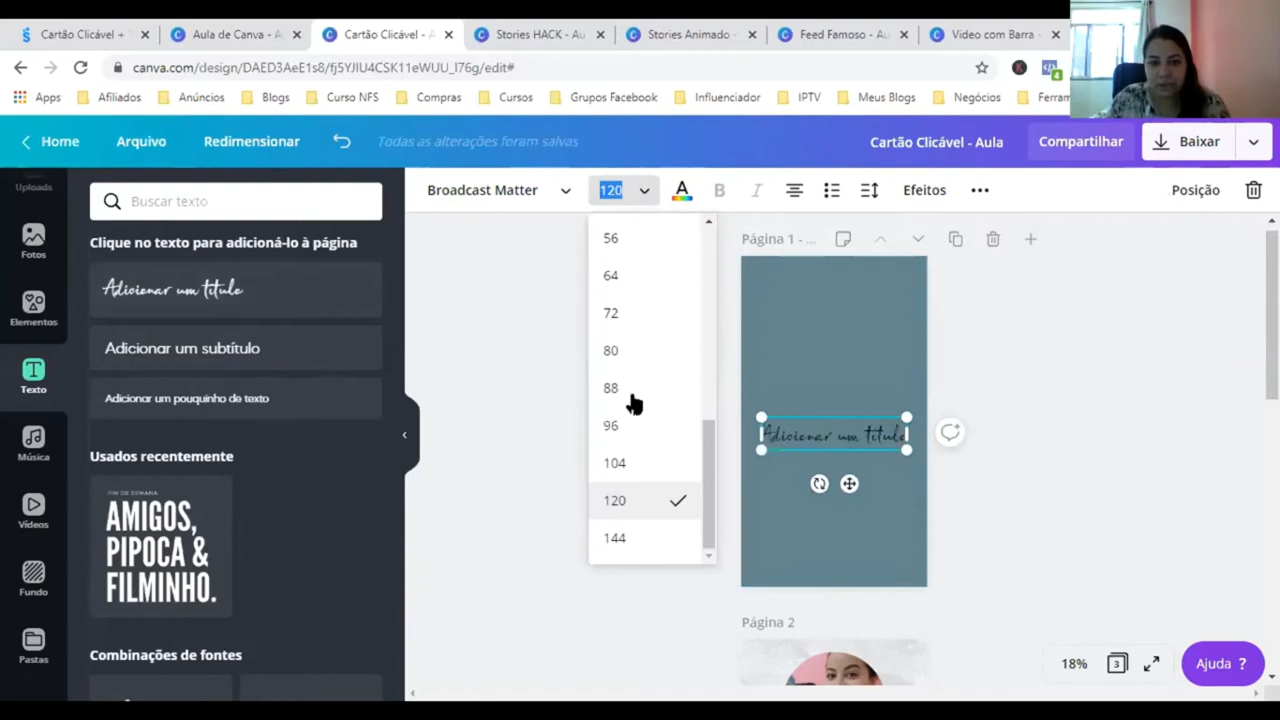 Cartão Clicável + T
Aula de Canva - A
Cartão Clicável - A
Stories HACK - Au
Stories Animado -
Feed Famoso - Au
Video com Barra -
canva.com/design/DAED3AeE1s8/fj5YJIU4CSK11eWUU_l76g/edit#
4
Apps
Afiliados
Anúncios
Blogs
Curso NFS
Compras
Cursos
Grupos Facebook
Influenciador
IPTV
Meus Blogs
Negócios
Ferram
Home
Arquivo
Redimensionar
Todas as alterações foram salvas
Cartão Clicável - Aula
Compartilhar
Baixar
Uploads
Fotos
Elementos
Texto
Música
Vídeos
Fundo
Pastas
Buscar texto
Clique no texto para adicioná-lo à página
Adicionar um título
Adicionar um subtítulo
Adicionar um pouquinho de texto
Usados recentemente
FIM DE SEMANA
AMIGOS,
PIPOCA &
FILMINHO.
Combinações de fontes
Broadcast Matter
120
A
B
I
Efeitos
Posição
56
64
72
80
88
96
104
120
144
Página 1 - ...
Adicionar um título
Página 2
18%
3
Ajuda ?